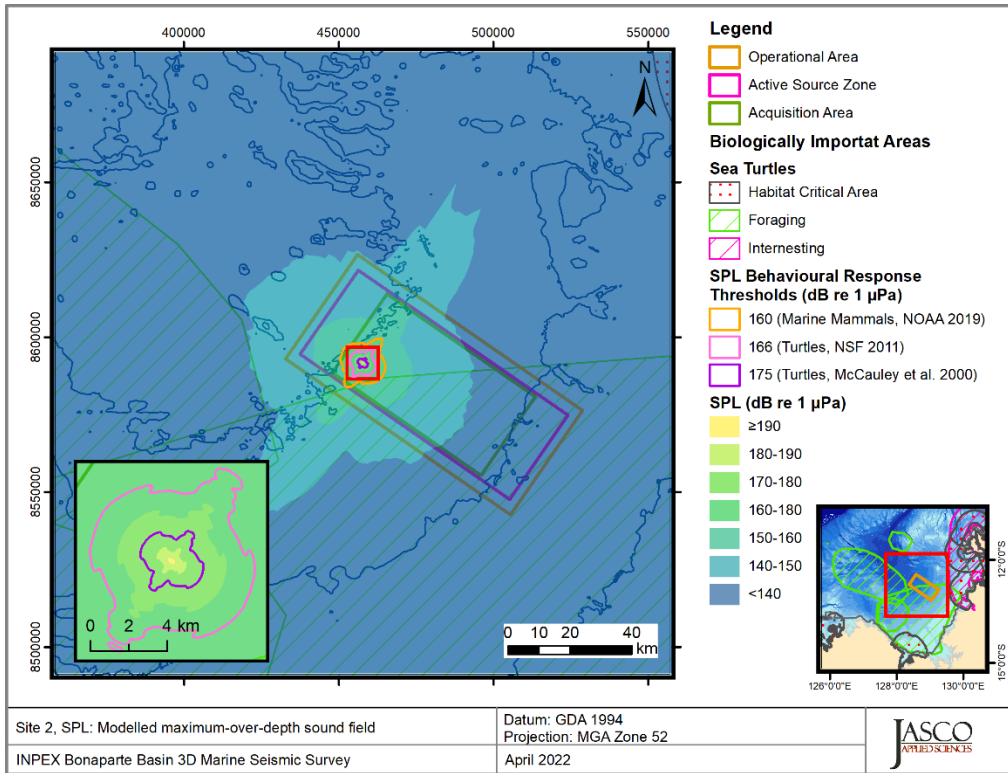 400000
450000
500000
550000
N
8650000
8600000
8550000
8500000
0 2 4 km
0 10 20 40
km
Legend
Operational Area
Active Source Zone
Acquisition Area
Biologically Importat Areas
Sea Turtles
Habitat Critical Area
Foraging
Internesting
SPL Behavioural Response
Thresholds (dB re 1 µPa)
160 (Marine Mammals, NOAA 2019)
166 (Turtles, NSF 2011)
175 (Turtles, McCauley et al. 2000)
SPL (dB re 1 µPa)
≥190
180-190
170-180
160-180
150-160
140-150
<140
12°0'0"S
15°0'0"S
126°0'0"E
128°0'0"E
130°0'0"E
Site 2, SPL: Modelled maximum-over-depth sound field
Datum: GDA 1994
Projection: MGA Zone 52
INPEX Bonaparte Basin 3D Marine Seismic Survey
April 2022
JASCO
APPLIED SCIENCES